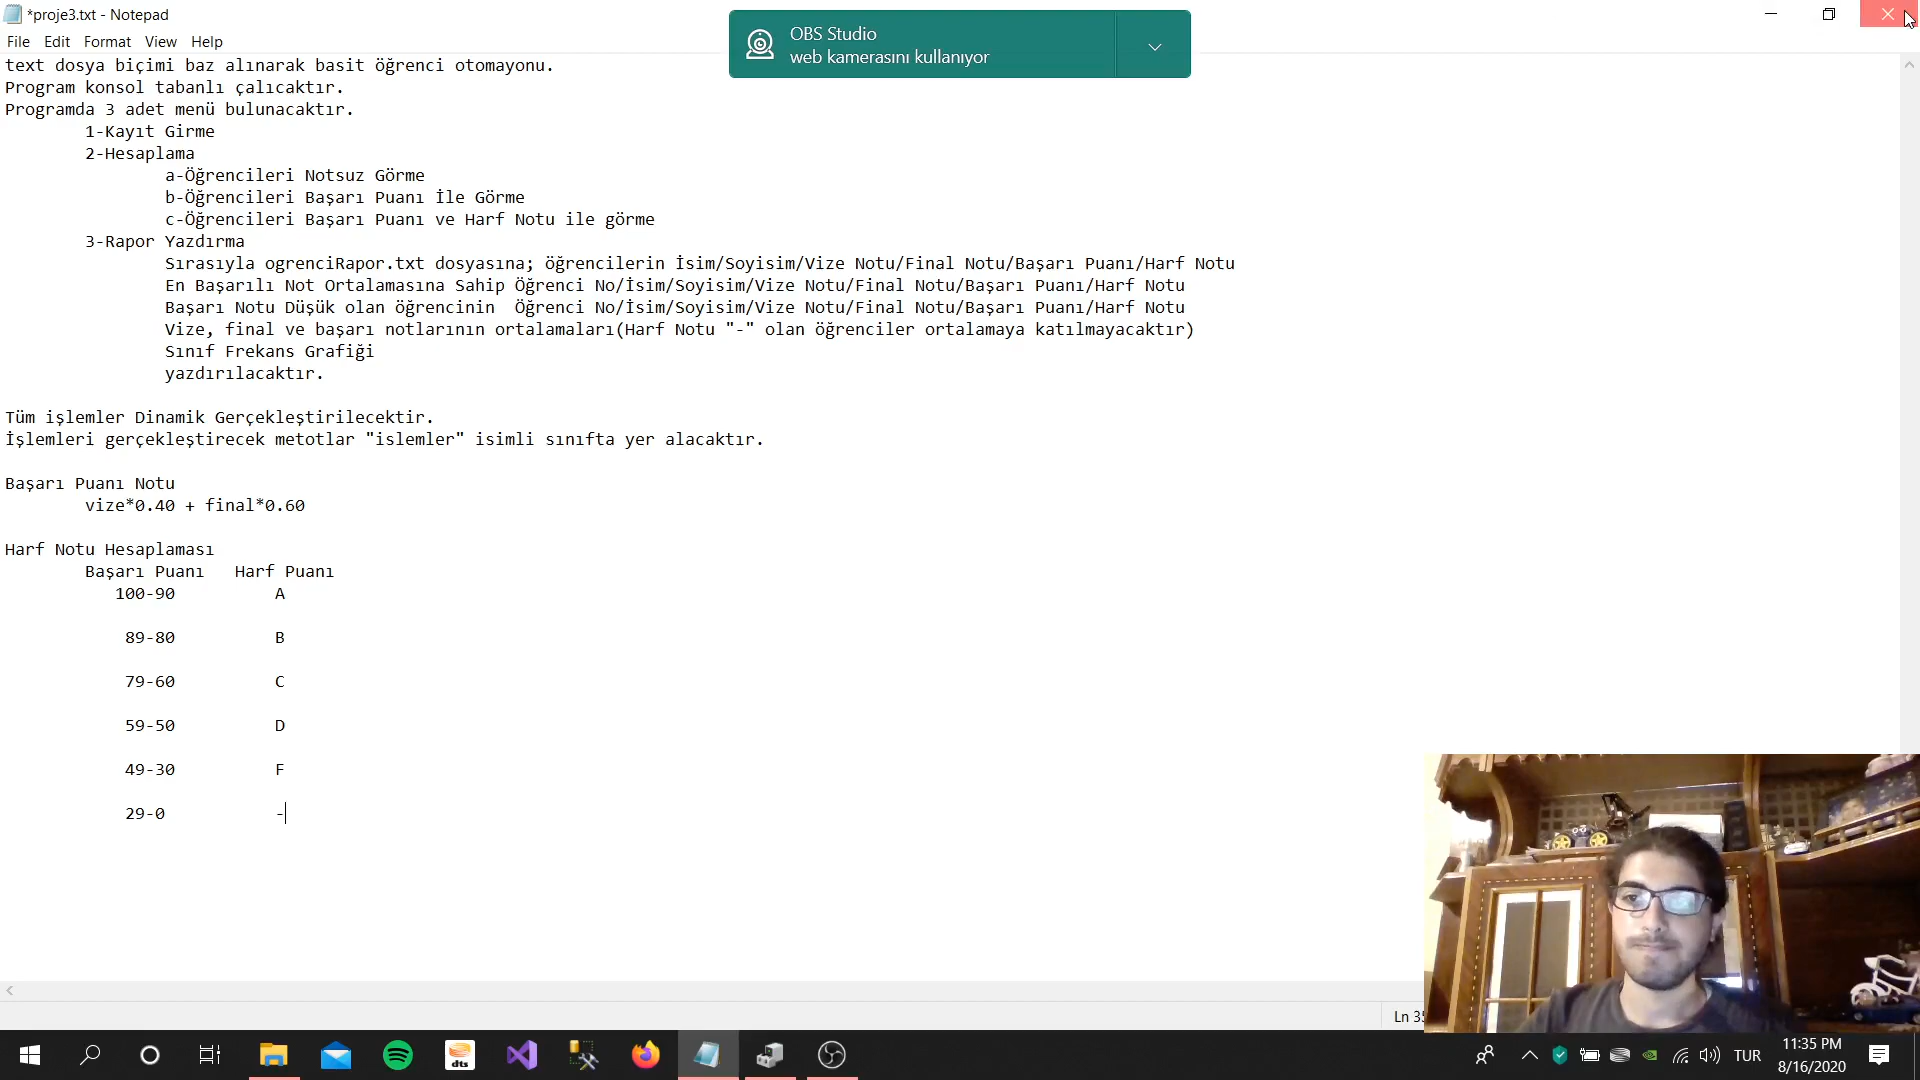 *proje3.txt - Notepad
File Edit Format View Help
OBS Studio
web kamerasını kullanıyor
text dosya biçimi baz alınarak basit öğrenci otomayonu.
Program konsol tabanlı çalıcaktır.
Programda 3 adet menü bulunacaktır.
1-Kayıt Girme
2-Hesaplama
a-Öğrencileri Notsuz Görme
b-Öğrencileri Başarı Puanı İle Görme
c-Öğrencileri Başarı Puanı ve Harf Notu ile görme
3-Rapor Yazdırma
Sırasıyla ogrenciRapor.txt dosyasına; öğrencilerin İsim/Soyisim/Vize Notu/Final Notu/Başarı Puanı/Harf Notu
En Başarılı Not Ortalamasına Sahip Öğrenci No/İsim/Soyisim/Vize Notu/Final Notu/Başarı Puanı/Harf Notu
Başarı Notu Düşük olan öğrencinin  Öğrenci No/İsim/Soyisim/Vize Notu/Final Notu/Başarı Puanı/Harf Notu
Vize, final ve başarı notlarının ortalamaları(Harf Notu "-" olan öğrenciler ortalamaya katılmayacaktır)
Sınıf Frekans Grafiği
yazdırılacaktır.
Tüm işlemler Dinamik Gerçekleştirilecektir.
İşlemleri gerçekleştirecek metotlar "islemler" isimli sınıfta yer alacaktır.
Başarı Puanı Notu
vize*0.40 + final*0.60
Harf Notu Hesaplaması
Başarı Puanı Harf Puanı
100-90 A
89-80 B
79-60 C
59-50 D
49-30 F
29-0 -
Ln 35
dts
TUR
11:35 PM
8/16/2020